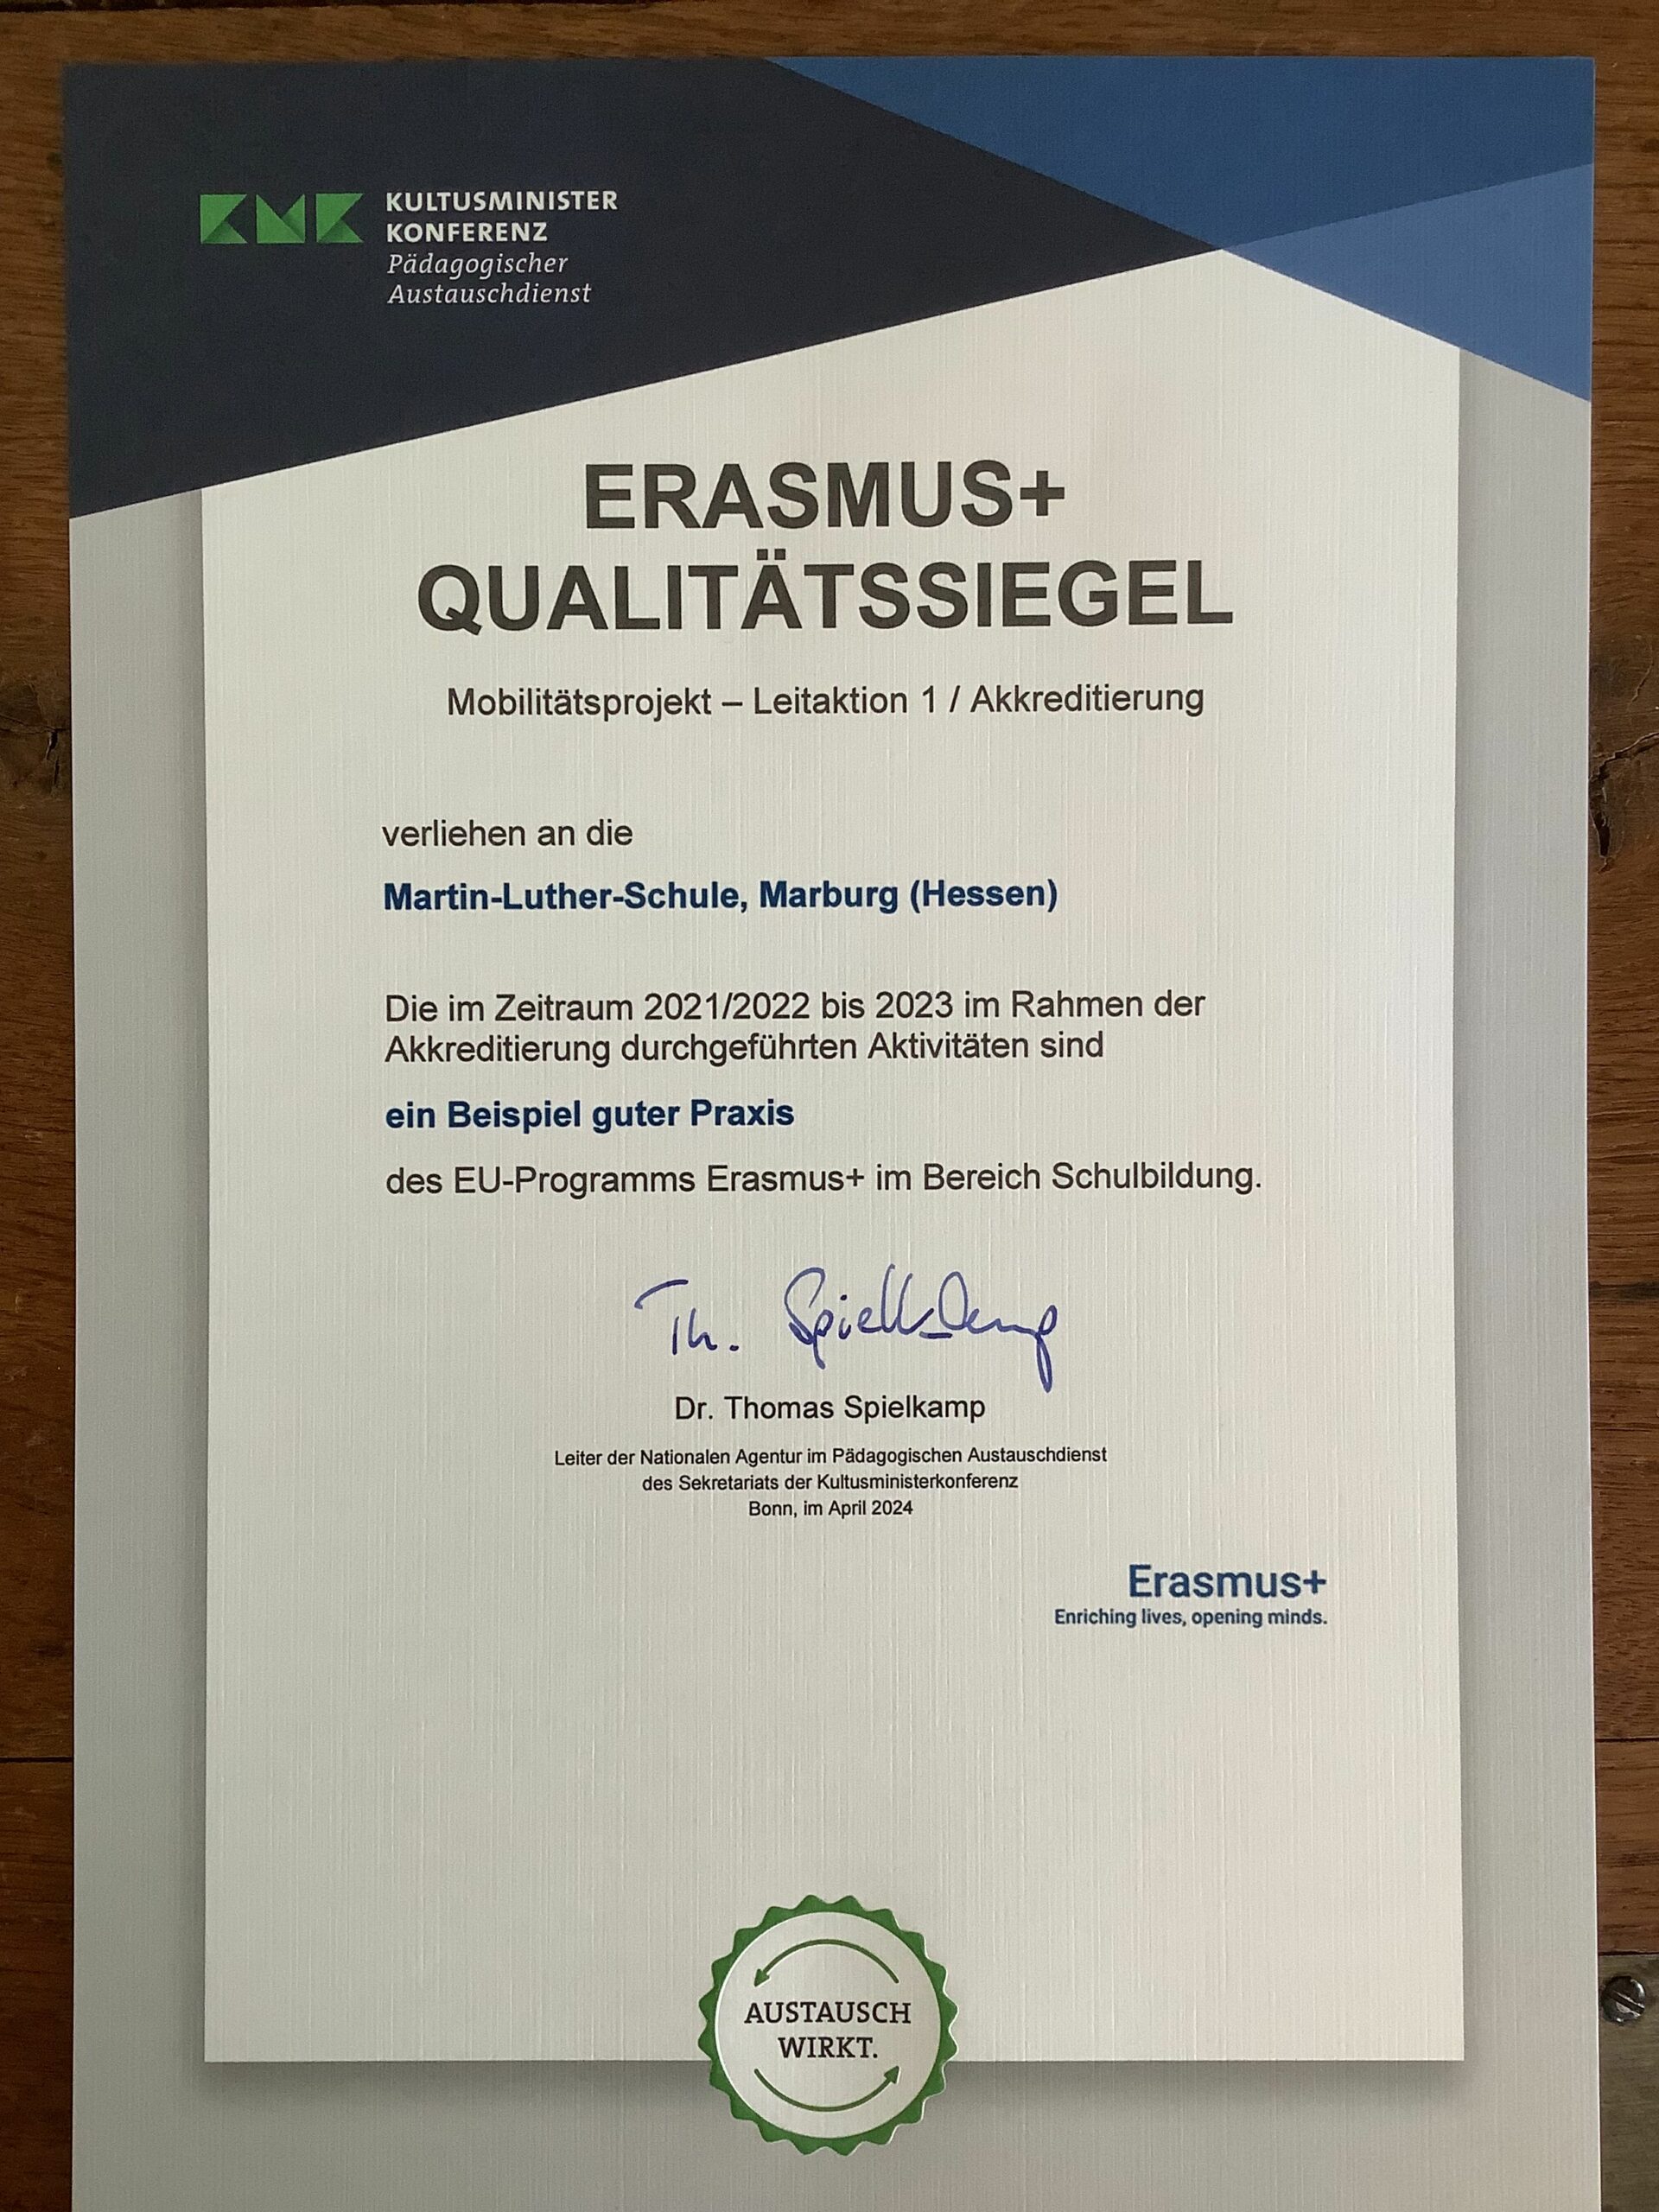 KMK
KULTUSMINISTER
KONFERENZ
Pädagogischer
Austauschdienst
ERASMUS+
QUALITÄTSSIEGEL
Mobilitätsprojekt – Leitaktion 1 / Akkreditierung
verliehen an die
Martin-Luther-Schule, Marburg (Hessen)
Die im Zeitraum 2021/2022 bis 2023 im Rahmen der
Akkreditierung durchgeführten Aktivitäten sind
ein Beispiel guter Praxis
des EU-Programms Erasmus+ im Bereich Schulbildung.
Th. Spielkamp
Dr. Thomas Spielkamp
Leiter der Nationalen Agentur im Pädagogischen Austauschdienst
des Sekretariats der Kultusministerkonferenz
Bonn, im April 2024
Erasmus+
Enriching lives, opening minds.
AUSTAUSCH
WIRKT.